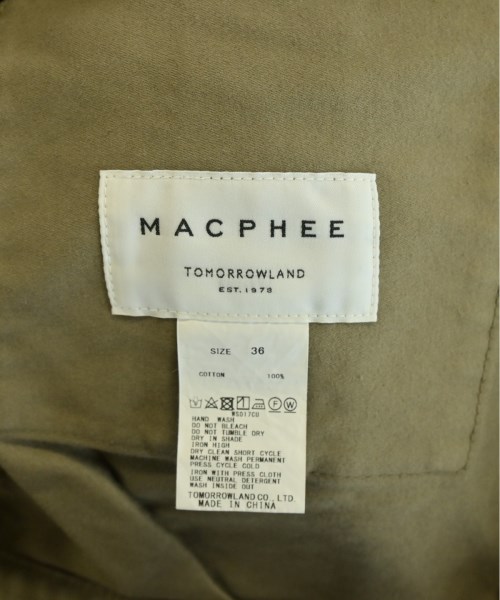 MACPHEE
TOMORROWLAND
EST. 1978
SIZE 36
COTTON 100%
F W
WS017CU
HAND WASH
DO NOT BLEACH
DO NOT TUMBLE DRY
DRY IN SHADE
IRON HIGH
DRY CLEAN SHORT CYCLE
MACHINE WASH PERMANENT
PRESS CYCLE COLD
IRON WITH PRESS CLOTH
USE NEUTRAL DETERGENT
WASH INSIDE OUT
TOMORROWLAND CO., LTD.
MADE IN CHINA